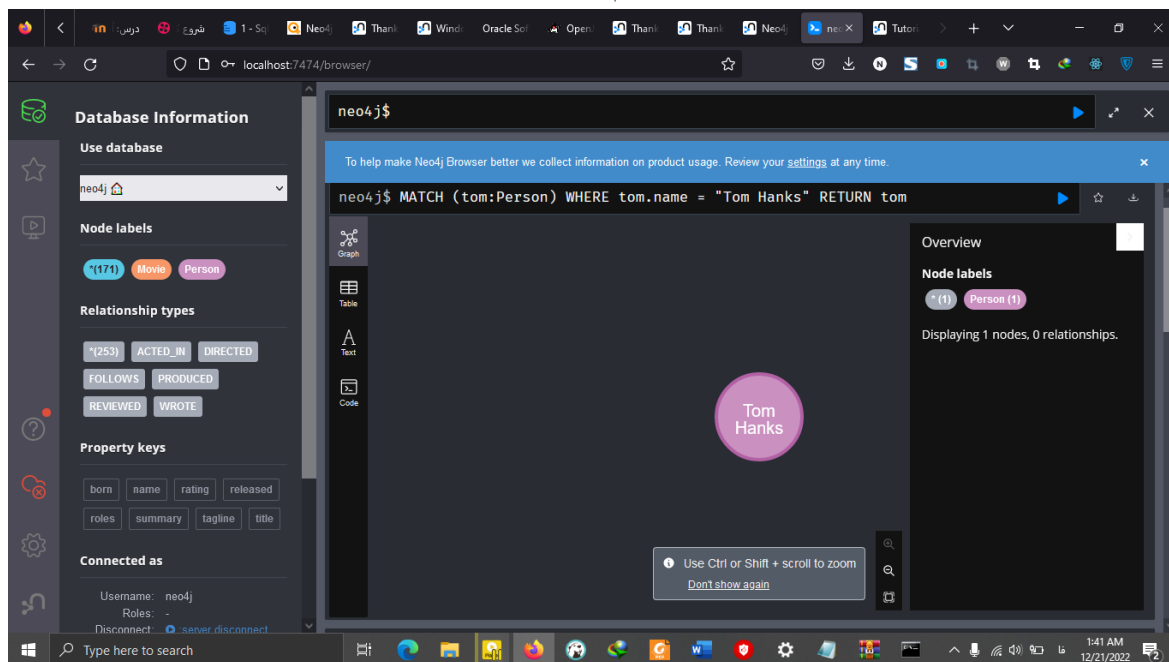 درس:
شروع
1 - Sq
Neo4j
Thank
Windo
Oracle Sof
Open
Thank
Thank
Neo4j
neo
Tutori
localhost:7474/browser/
Database Information
Use database
neo4j
Node labels
*(171) Movie Person
Relationship types
*(253) ACTED_IN DIRECTED
FOLLOWS PRODUCED
REVIEWED WROTE
Property keys
born name rating released
roles summary tagline title
Connected as
Username: neo4j
Roles: -
Disconnect: :server disconnect
neo4j$
To help make Neo4j Browser better we collect information on product usage. Review your settings at any time.
neo4j$ MATCH (tom:Person) WHERE tom.name = "Tom Hanks" RETURN tom
Graph
Table
Text
Code
Tom
Hanks
Use Ctrl or Shift + scroll to zoom
Don't show again
Overview
Node labels
* (1) Person (1)
Displaying 1 nodes, 0 relationships.
Type here to search
فا
1:41 AM
12/21/2022
2